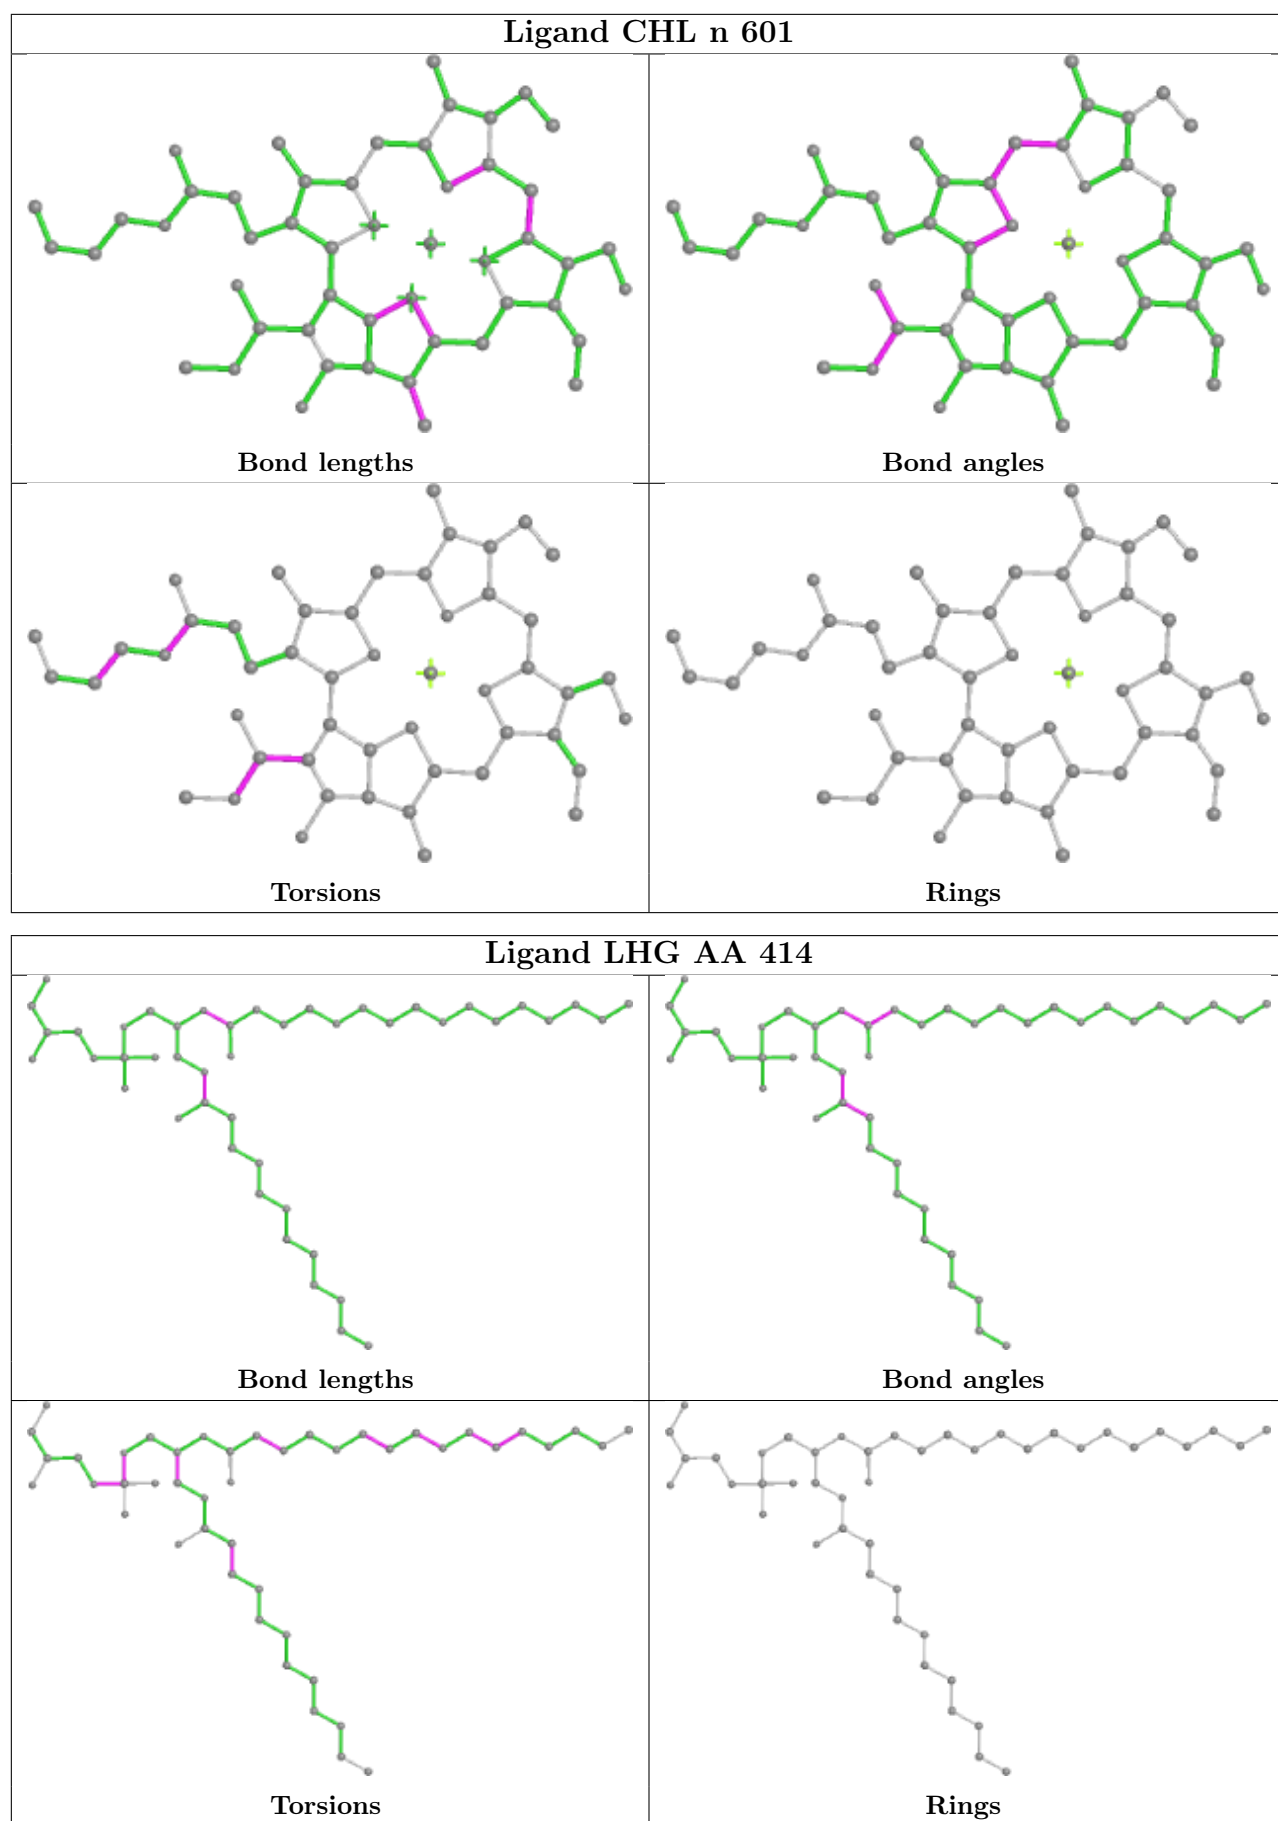 Ligand CHL n 601
Bond lengths
Bond angles
Torsions
Rings
Ligand LHG AA 414
Bond lengths
Bond angles
Torsions
Rings